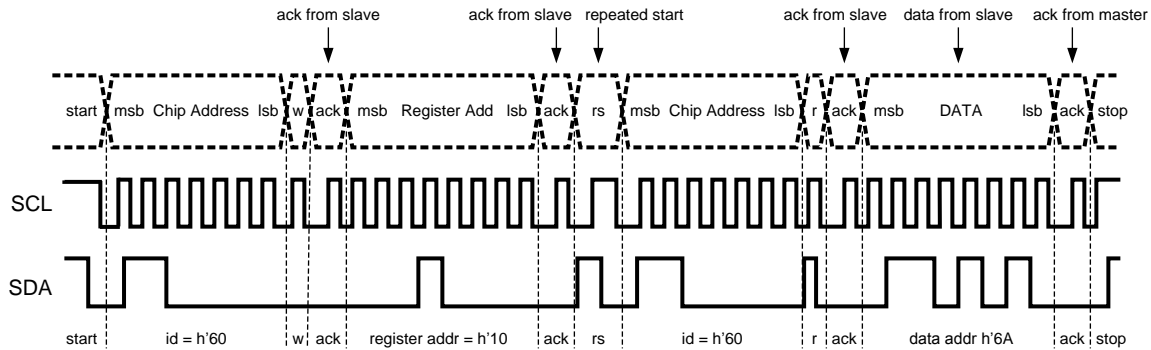 ack from slave ack from slave repeated start ack from slave data from slave ack from master
start msb Chip Address lsb w ack msb Register Add lsb ack rs msb Chip Address lsb r ack msb DATA lsb ack stop
SCL
SDA
start id = h'60 w ack register addr = h'10 ack rs id = h'60 r ack data addr h'6A ack stop